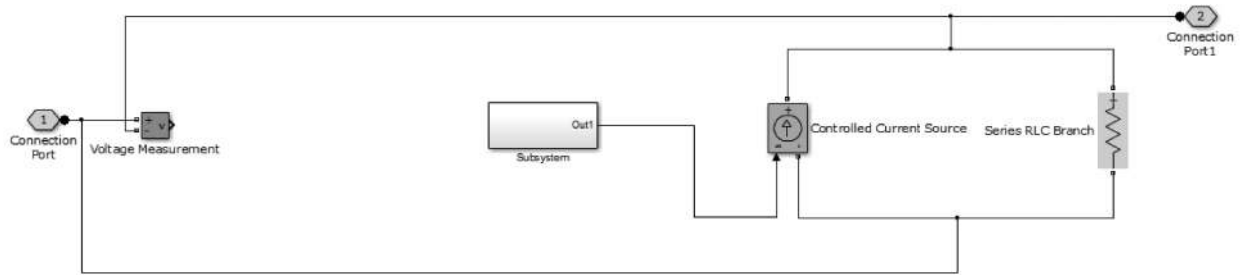 2
Connection
Port1
1
Connection
Port
+
-
v
Voltage Measurement
Out1
Subsystem
+
Controlled Current Source
Series RLC Branch
+